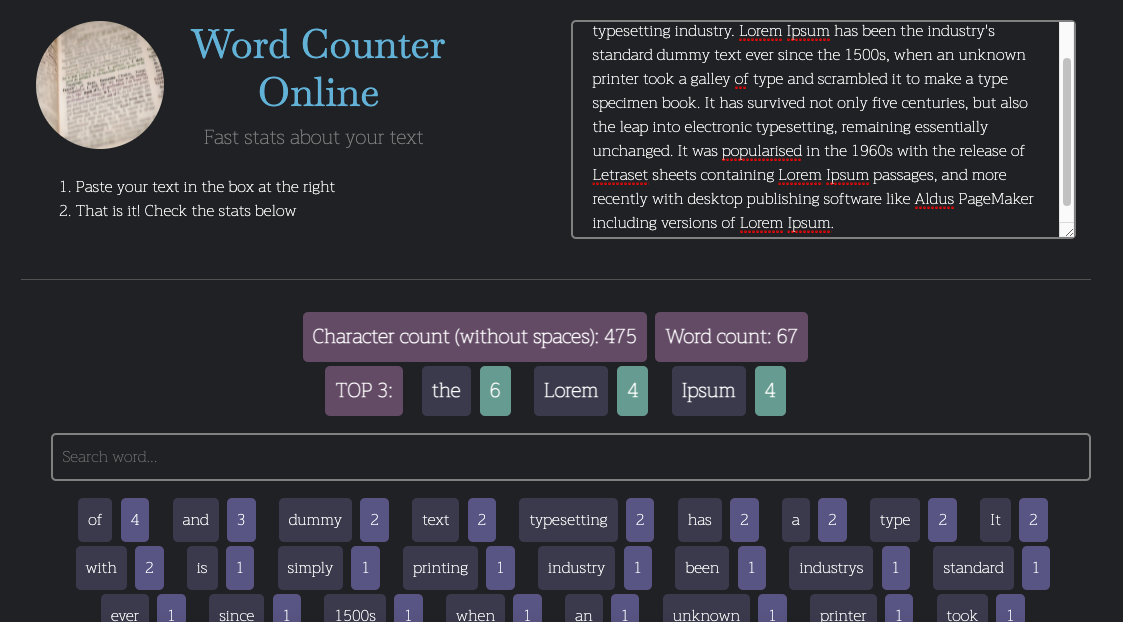 Word Counter
Online
Fast stats about your text
1. Paste your text in the box at the right
2. That is it! Check the stats below
typesetting industry. Lorem Ipsum has been the industry's
standard dummy text ever since the 1500s, when an unknown
printer took a galley of type and scrambled it to make a type
specimen book. It has survived not only five centuries, but also
the leap into electronic typesetting, remaining essentially
unchanged. It was popularised in the 1960s with the release of
Letraset sheets containing Lorem Ipsum passages, and more
recently with desktop publishing software like Aldus PageMaker
including versions of Lorem Ipsum.
Character count (without spaces): 475 Word count: 67
TOP 3: the 6 Lorem 4 Ipsum 4
Search word...
of 4 and 3 dummy 2 text 2 typesetting 2 has 2 a 2 type 2 It 2
with 2 is 1 simply 1 printing 1 industry 1 been 1 industrys 1 standard 1
ever 1 since 1 1500s 1 when 1 an 1 unknown 1 printer 1 took 1